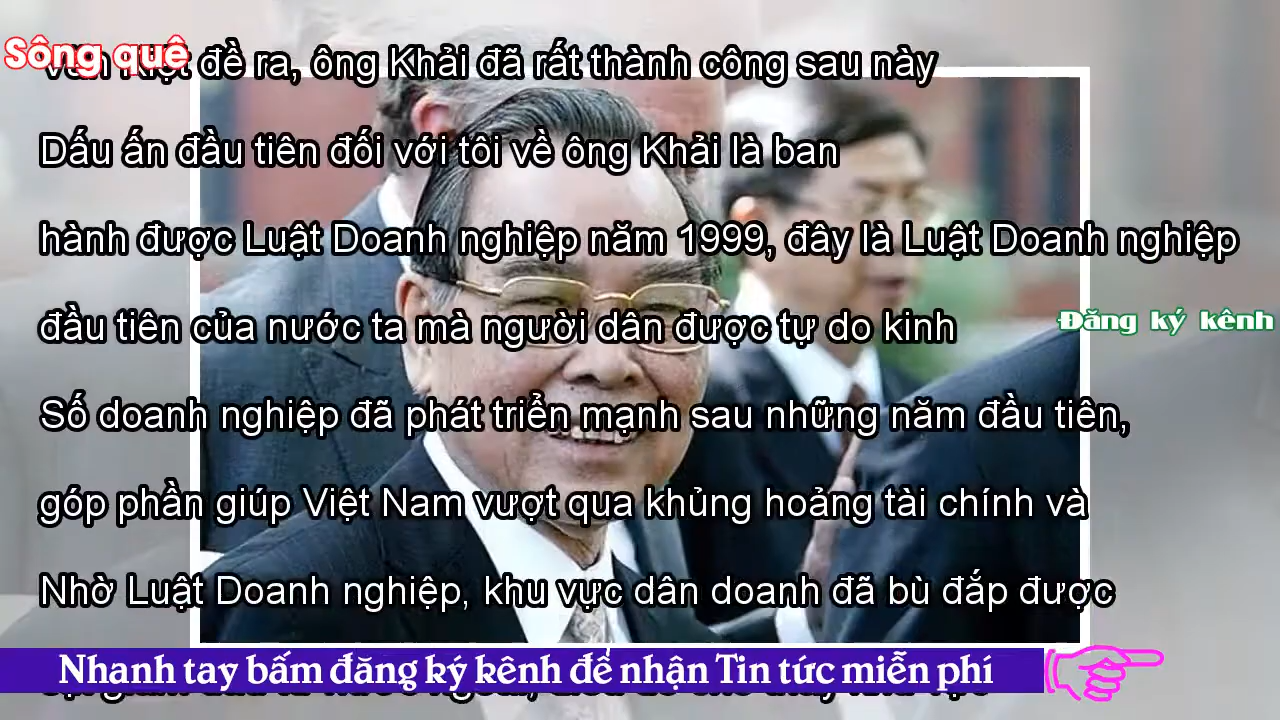 Sông quê
đề ra, ông Khải đã rất thành công sau này
Dấu ấn đầu tiên đối với tôi về ông Khải là ban
hành được Luật Doanh nghiệp năm 1999, đây là Luật Doanh nghiệp
đầu tiên của nước ta mà người dân được tự do kinh
Đăng ký kênh
Số doanh nghiệp đã phát triển mạnh sau những năm đầu tiên,
góp phần giúp Việt Nam vượt qua khủng hoảng tài chính và
Nhờ Luật Doanh nghiệp, khu vực dân doanh đã bù đắp được
Nhanh tay bấm đăng ký kênh để nhận Tin tức miễn phí